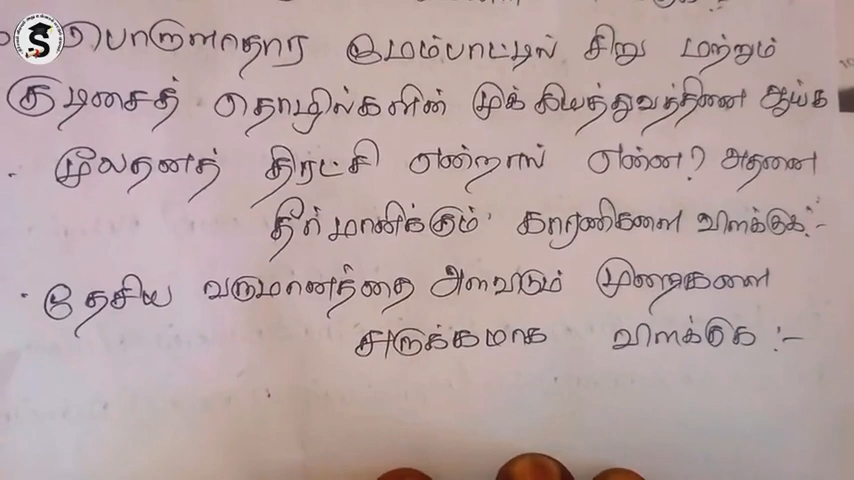 பொருளாதார மேம்பாட்டில் சிறு மற்றும்
குடிசைத் தொழில்களின் முக்கியத்துவத்தினை ஆய்க
. மூலதனத் திரட்சி என்றால் என்ன? அதனை
தீர்மானிக்கும் காரணிகளை விளக்குக:-
. தேசிய வருமானத்தை அளவிடும் முறைகளை
சுருக்கமாக விளக்குக :-